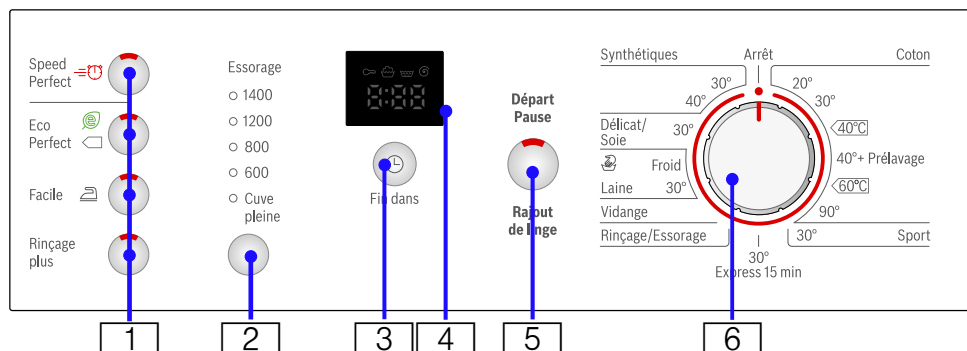 Speed
Perfect
Eco
Perfect
Facile
Rinçage
plus
Essorage
1400
1200
800
600
Cuve
pleine
8:88
Fin dans
Départ
Pause
Rajout
de linge
Synthétiques
Arrêt
Coton
30°
40°
20°
30°
Délicat/
Soie
30°
40°C
Froid
40°+ Prélavage
Laine
30°
60°C
Vidange
90°
Rinçage/Essorage
30°
Sport
30°
Express 15 min
1
2
3
4
5
6